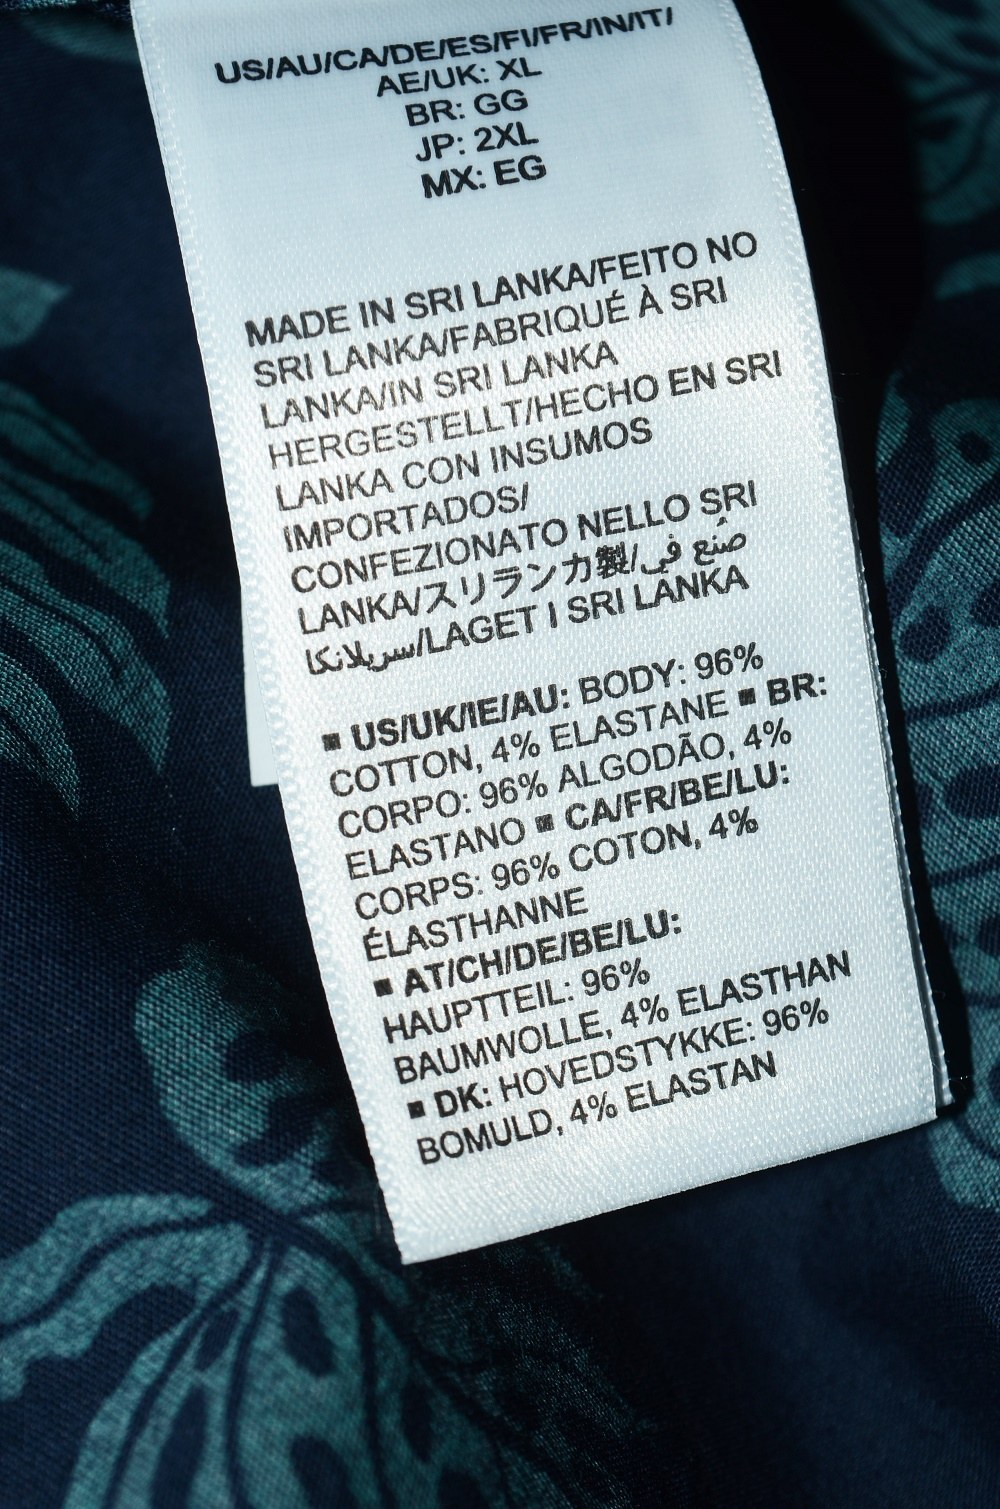 US/AU/CA/DE/ES/FI/FR/IN/IT/
AE/UK: XL
BR: GG
JP: 2XL
MX: EG
MADE IN SRI LANKA/FEITO NO
SRI LANKA/FABRIQUÉ À SRI
LANKA/IN SRI LANKA
HERGESTELLT/HECHO EN SRI
LANKA CON INSUMOS
IMPORTADOS/
CONFEZIONATO NELLO SRI
LANKA/スリランカ製/صُنع في
سريلانكا/LAGET I SRI LANKA
▪ US/UK/IE/AU: BODY: 96%
COTTON, 4% ELASTANE ▪ BR:
CORPO: 96% ALGODÃO, 4%
ELASTANO ▪ CA/FR/BE/LU:
CORPS: 96% COTON, 4%
ÉLASTHANNE
▪ AT/CH/DE/BE/LU:
HAUPTTEIL: 96%
BAUMWOLLE, 4% ELASTHAN
▪ DK: HOVEDSTYKKE: 96%
BOMULD, 4% ELASTAN